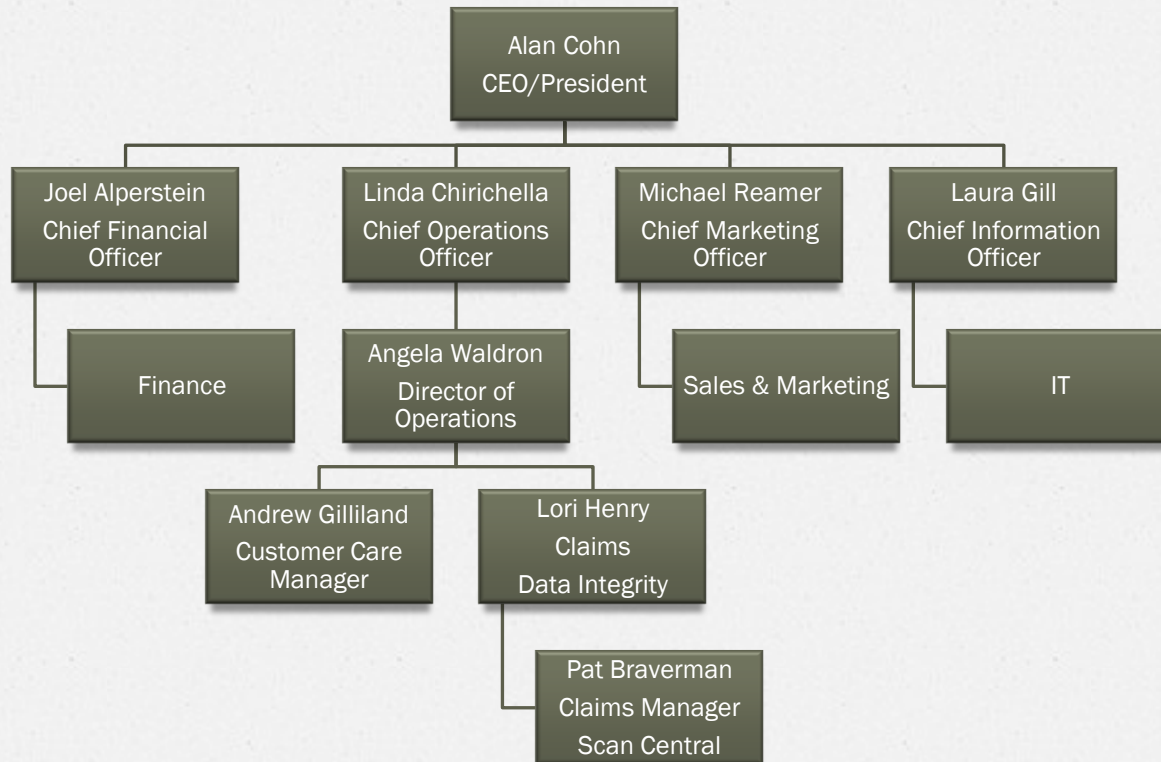 Alan Cohn
CEO/President
Joel Alperstein
Chief Financial
Officer
Linda Chirichella
Chief Operations
Officer
Michael Reamer
Chief Marketing
Officer
Laura Gill
Chief Information
Officer
Finance
Angela Waldron
Director of
Operations
Sales & Marketing
IT
Andrew Gilliland
Customer Care
Manager
Lori Henry
Claims
Data Integrity
Pat Braverman
Claims Manager
Scan Central